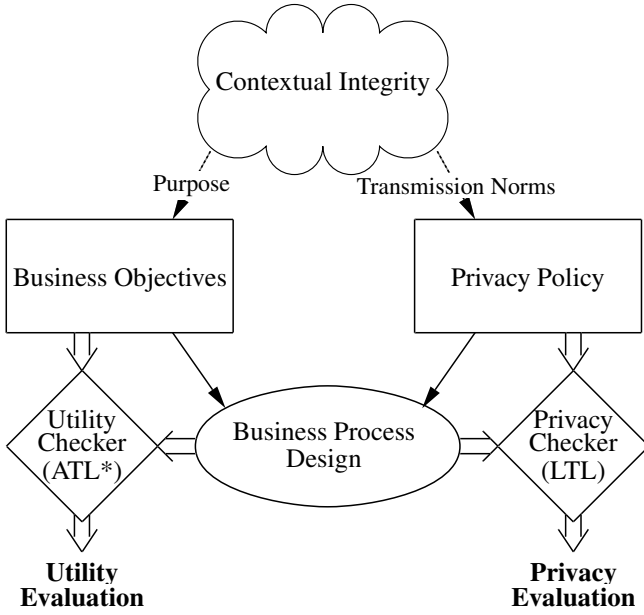 Contextual Integrity
Purpose
Transmission Norms
Business Objectives
Privacy Policy
Utility
Checker
(ATL*)
Business Process
Design
Privacy
Checker
(LTL)
Utility
Evaluation
Privacy
Evaluation